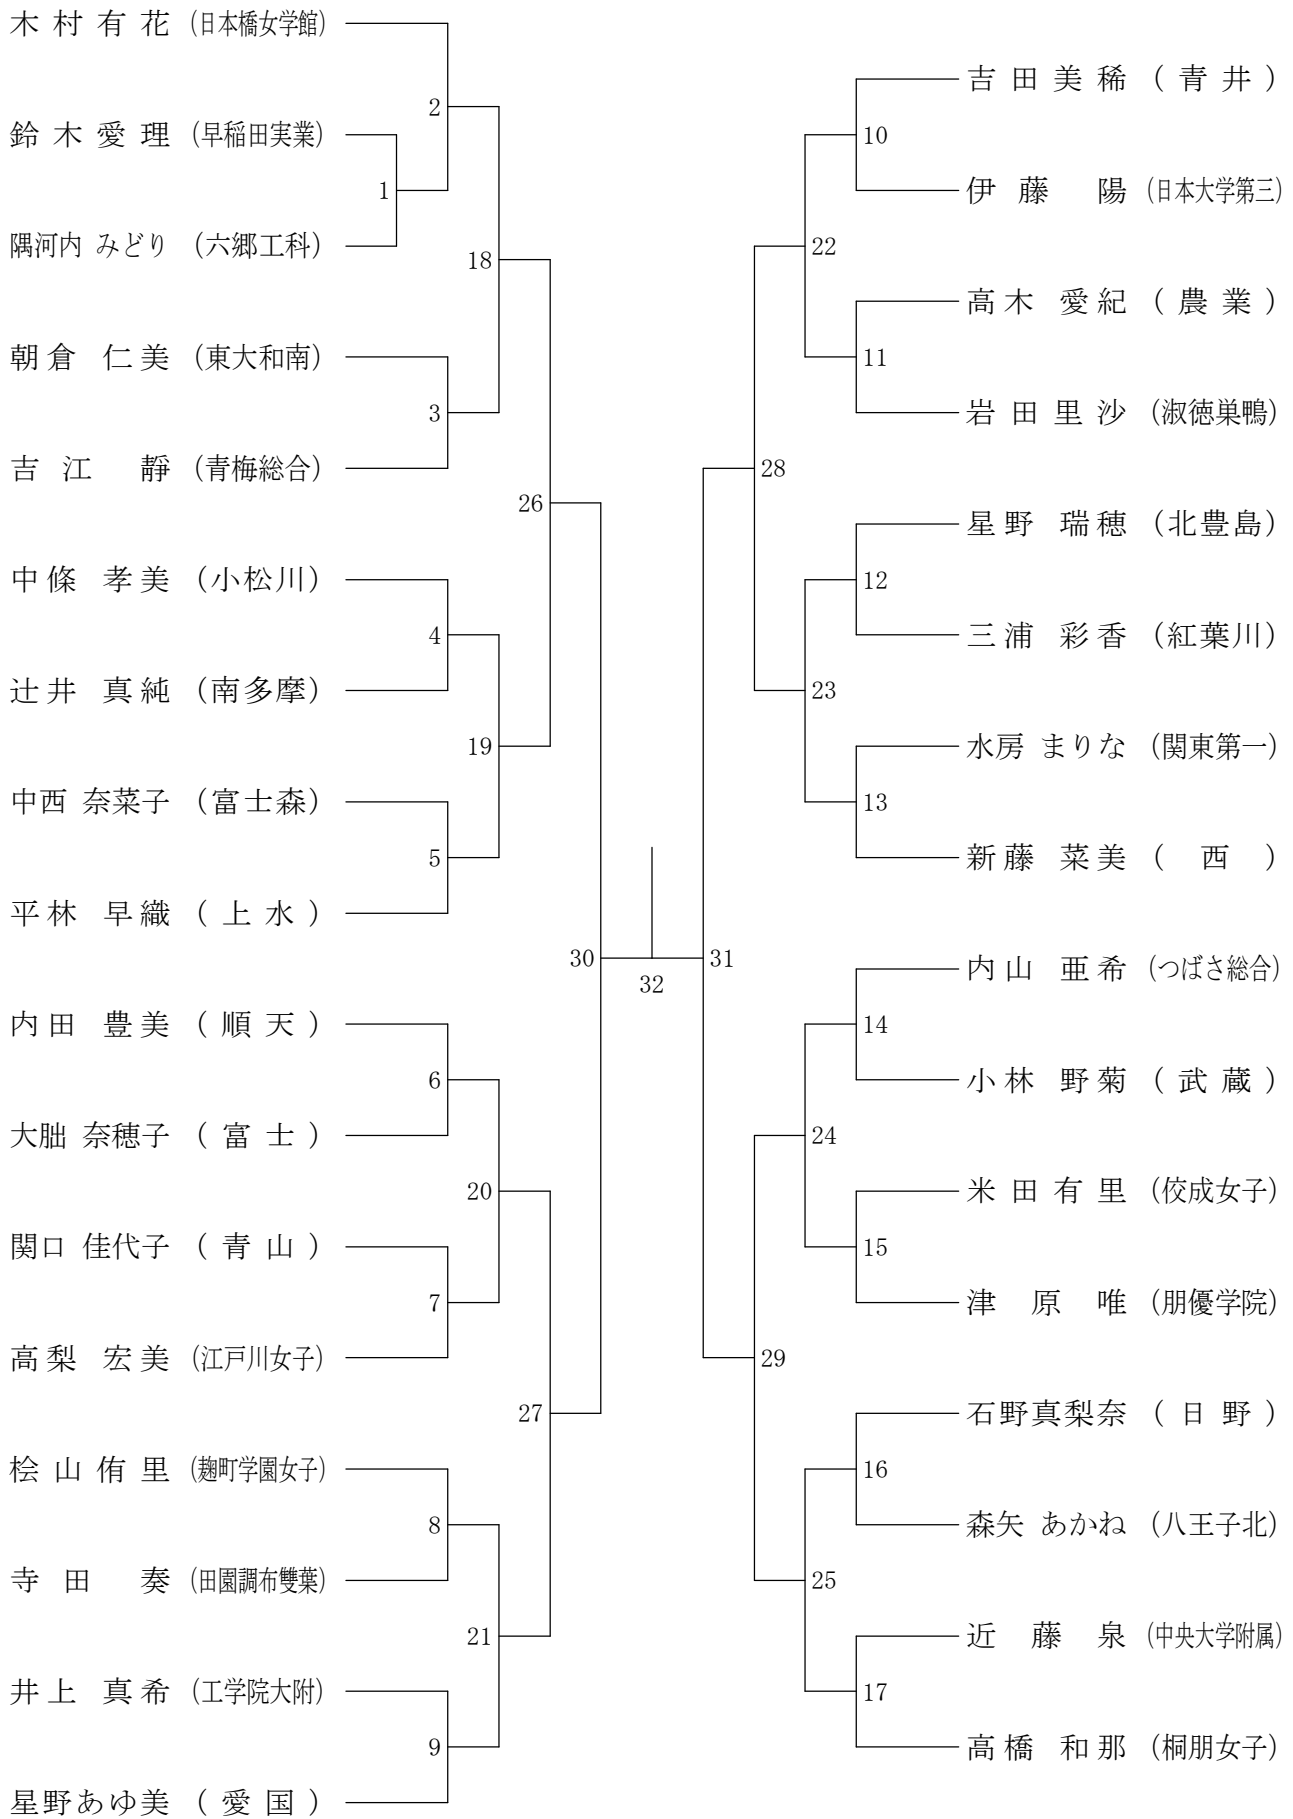 木村有花 (日本橋女学館)
鈴木愛理 (早稲田実業)
隅河内 みどり (六郷工科)
朝倉 仁美 (東大和南)
吉江 靜 (青梅総合)
中條 孝美 (小松川)
辻井 真純 (南多摩)
中西 奈菜子 (富士森)
平林 早織 (上水)
内田 豊美 (順天)
大朏 奈穂子 (富士)
関口 佳代子 (青山)
高梨 宏美 (江戸川女子)
桧山侑里 (麹町学園女子)
寺田 奏 (田園調布雙葉)
井上 真希 (工学院大附)
星野あゆ美 (愛国)
1
2
3
4
5
6
7
8
9
18
19
20
21
26
27
30
32
31
28
29
22
23
24
25
10
11
12
13
14
15
16
17
吉田美稀 (青井)
伊藤 陽 (日本大学第三)
高木 愛紀 (農業)
岩田里沙 (淑徳巣鴨)
星野 瑞穂 (北豊島)
三浦 彩香 (紅葉川)
水房 まりな (関東第一)
新藤 菜美 (西)
内山 亜希 (つばさ総合)
小林 野菊 (武蔵)
米田有里 (佼成女子)
津原 唯 (朋優学院)
石野真梨奈 (日野)
森矢 あかね (八王子北)
近藤 泉 (中央大学附属)
高橋 和那 (桐朋女子)